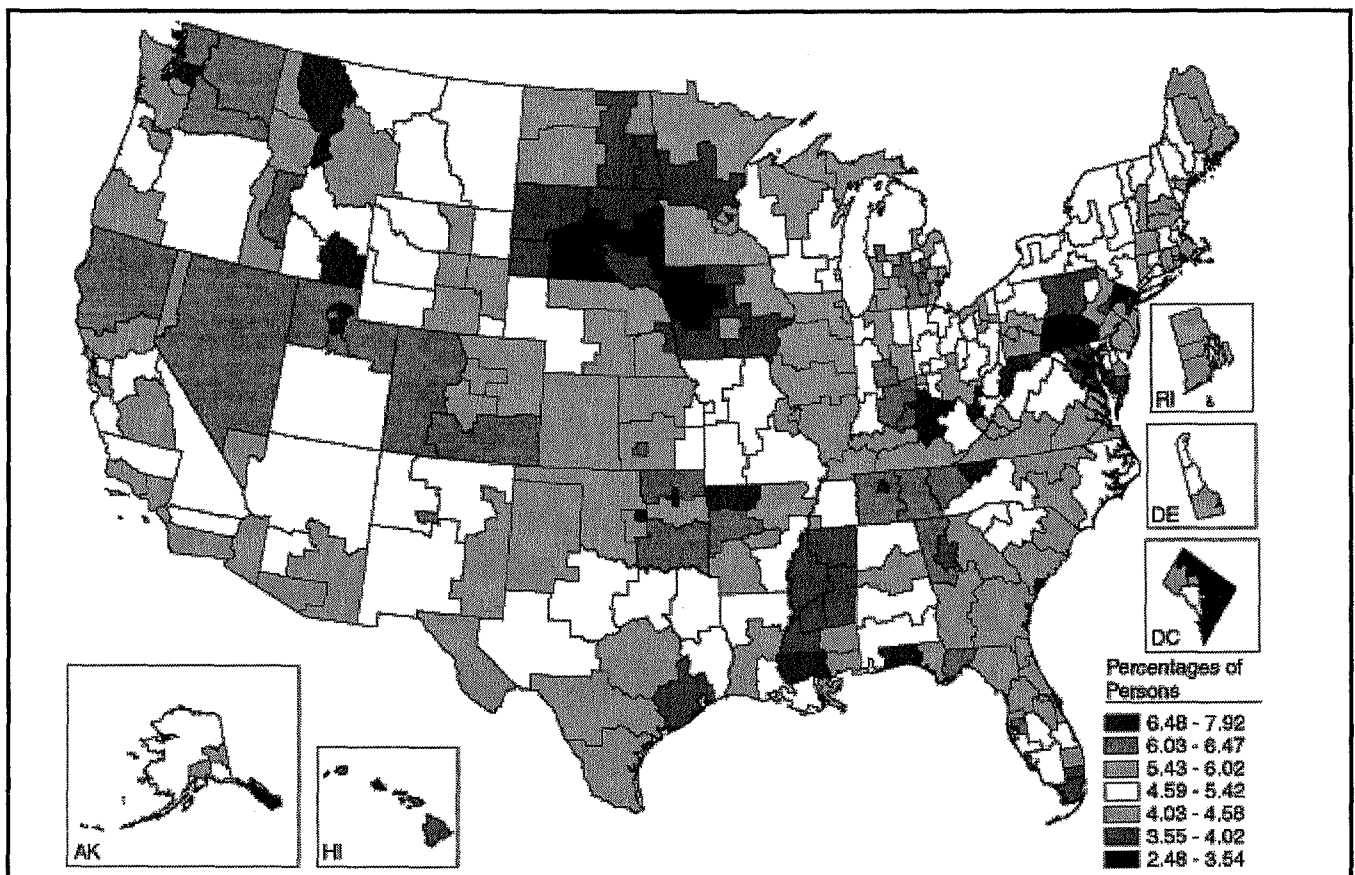 RI
DE
DC
AK
HI
Percentages of
Persons
6.48 - 7.92
6.03 - 6.47
5.43 - 6.02
4.59 - 5.42
4.03 - 4.58
3.55 - 4.02
2.48 - 3.54